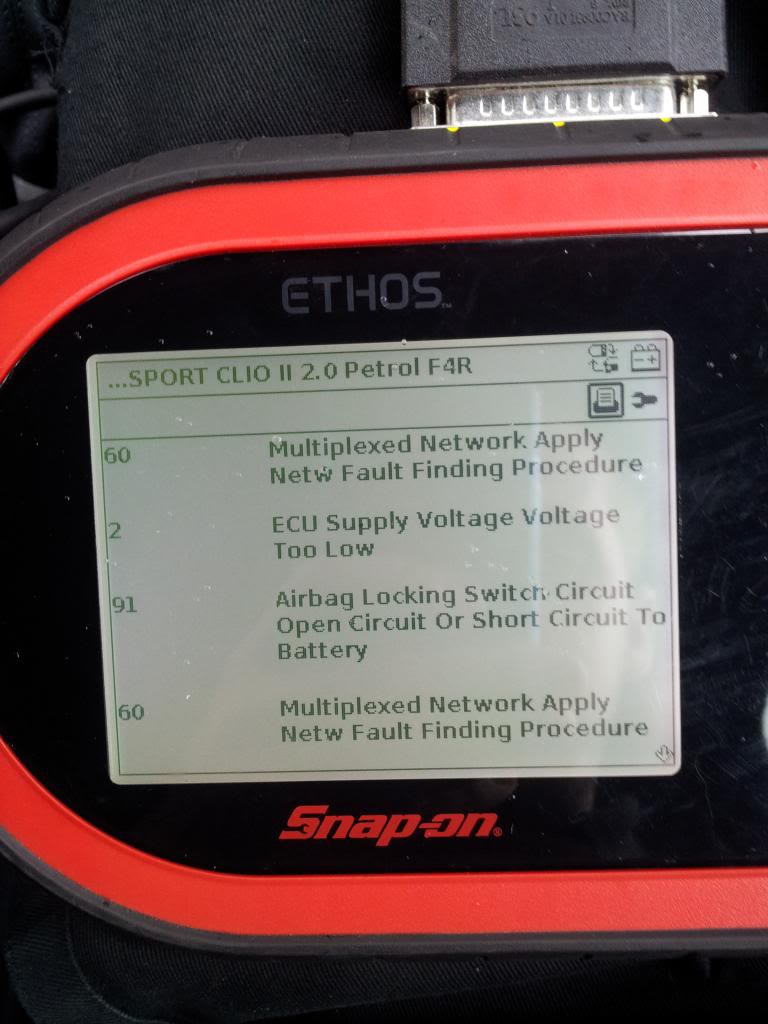 ETHOS™
...SPORT CLIO II 2.0 Petrol F4R
60 Multiplexed Network Apply
Netw Fault Finding Procedure
2 ECU Supply Voltage Voltage
Too Low
91 Airbag Locking Switch Circuit
Open Circuit Or Short Circuit To
Battery
60 Multiplexed Network Apply
Netw Fault Finding Procedure
Snap-on®